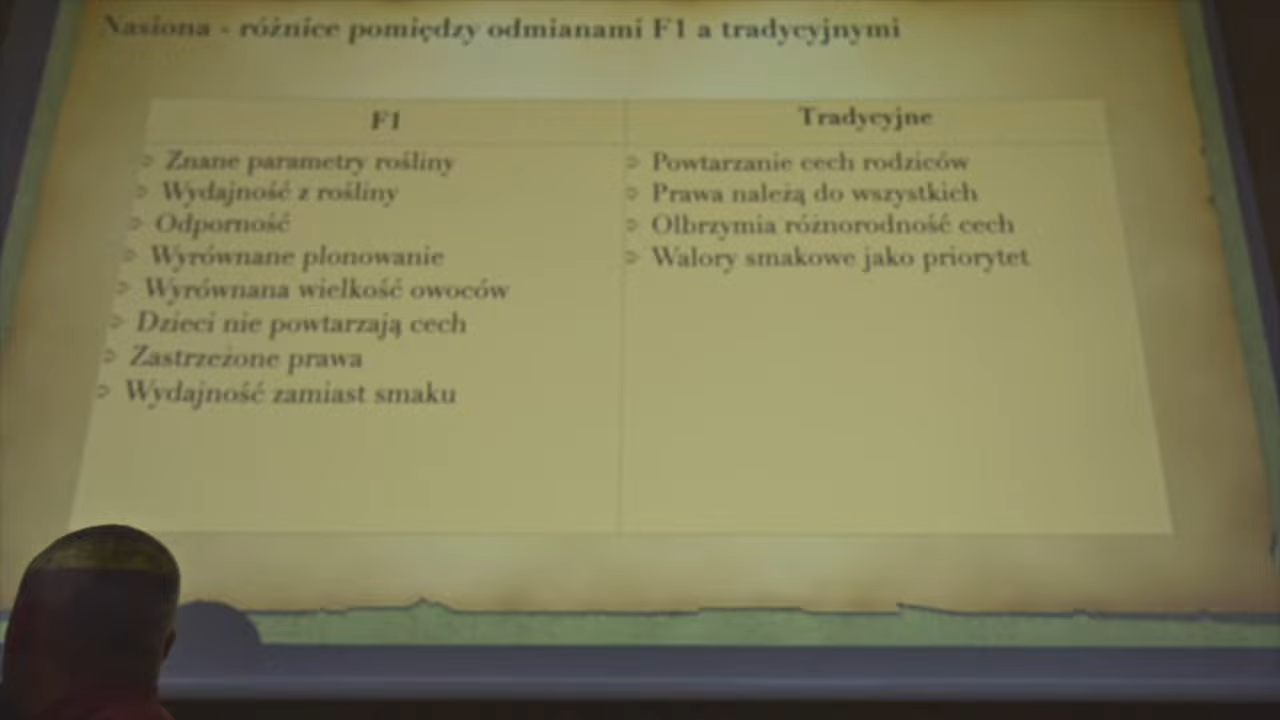 Nasiona - różnice pomiędzy odmianami F1 a tradycyjnymi
F1
Znane parametry rośliny
Wydajność z rośliny
Odporność
Wyrównane plonowanie
Wyrównana wielkość owoców
Dzieci nie powtarzają cech
Zastrzeżone prawa
Wydajność zamiast smaku
Tradycyjne
Powtarzanie cech rodziców
Prawa należą do wszystkich
Olbrzymia różnorodność cech
Walory smakowe jako priorytet